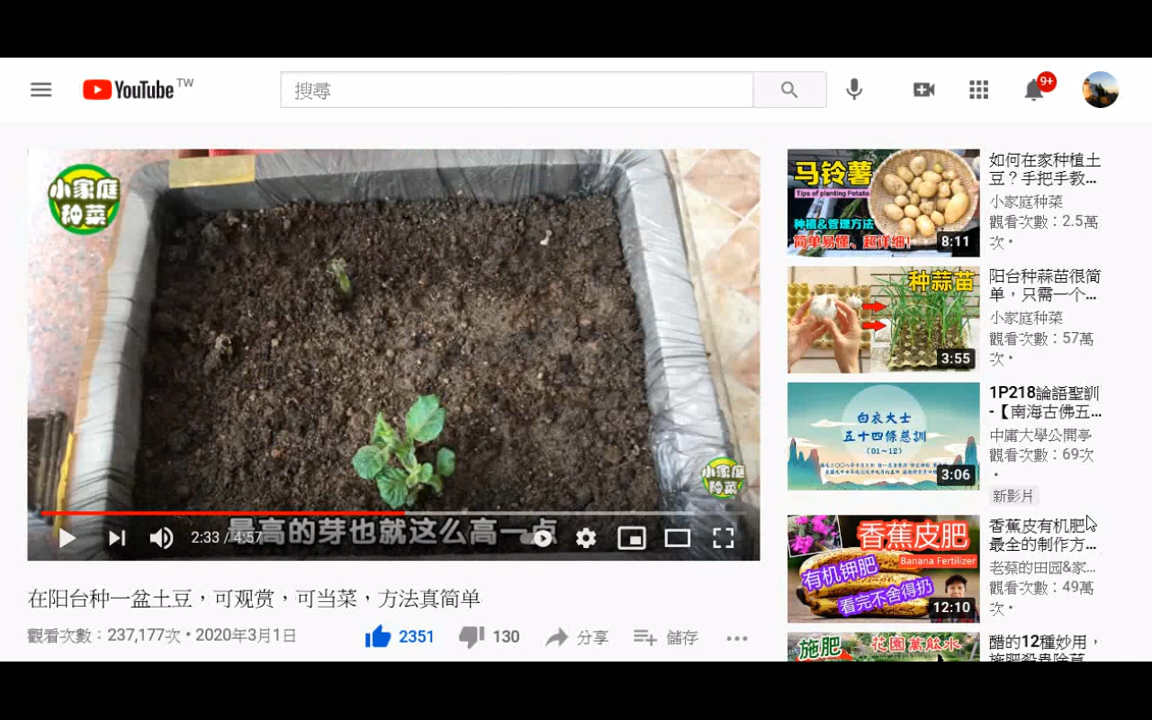 YouTube TW
搜尋
9+
小家庭
种菜
小家庭
种菜
最高的芽也就这么高一点
2:33 / 4:57
在阳台种一盆土豆，可观赏，可当菜，方法真简单
觀看次數：237,177次 • 2020年3月1日
2351
130
分享
儲存
马铃薯
Tips of planting Potato
种植&管理方法
简单易懂、超详细！
8:11
如何在家种植土
豆？手把手教...
小家庭种菜
觀看次數：2.5萬
次 •
种蒜苗
3:55
阳台种蒜苗很简
单，只需一个...
小家庭种菜
觀看次數：57萬
次 •
白衣大士
五十四條慈訓
(01~12)
3:06
1P218論語聖訓
-【南海古佛五...
中庸大學公開亭
觀看次數：69次
•
新影片
香蕉皮肥
Banana Fertilizer
有机钾肥
看完不舍得扔
12:10
香蕉皮有机肥
最全的制作方...
老蔡的田园&家...
觀看次數：49萬
次 •
施肥
花園萬能水
醋的12種妙用，
施肥殺蟲除草